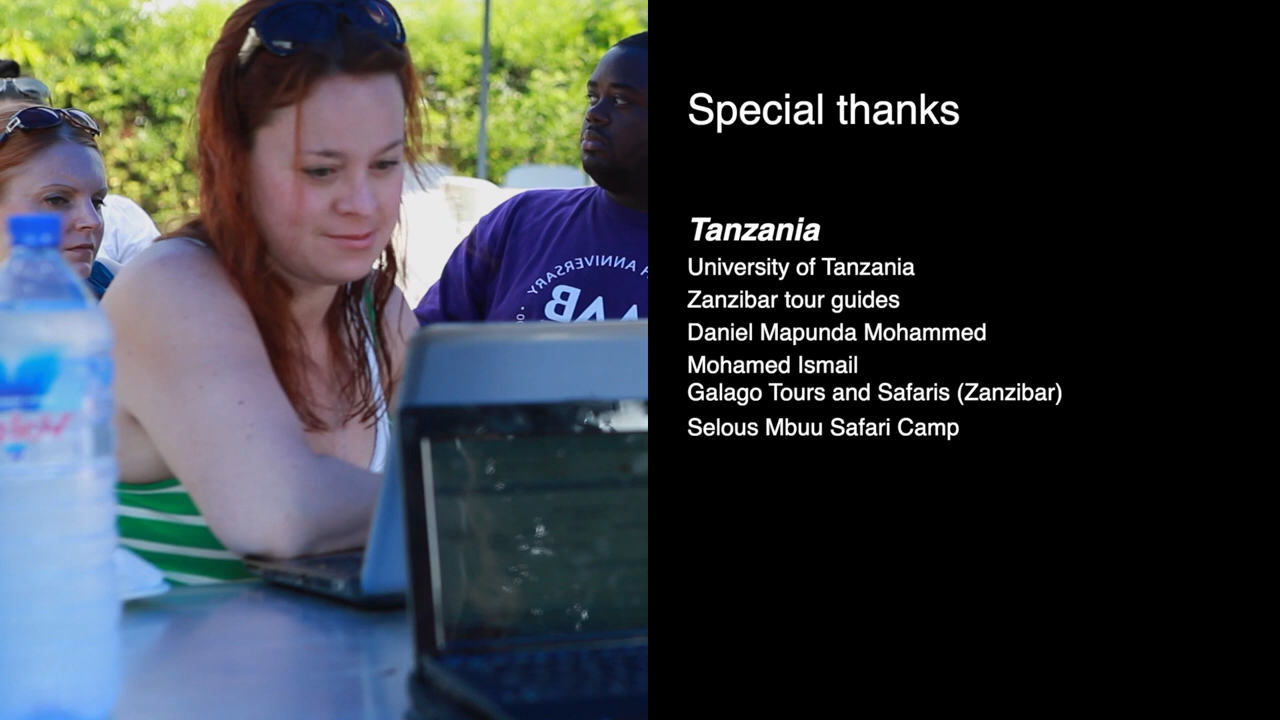 Special thanks
Tanzania
University of Tanzania
Zanzibar tour guides
Daniel Mapunda Mohammed
Mohamed Ismail
Galago Tours and Safaris (Zanzibar)
Selous Mbuu Safari Camp
ANNIVERSARY